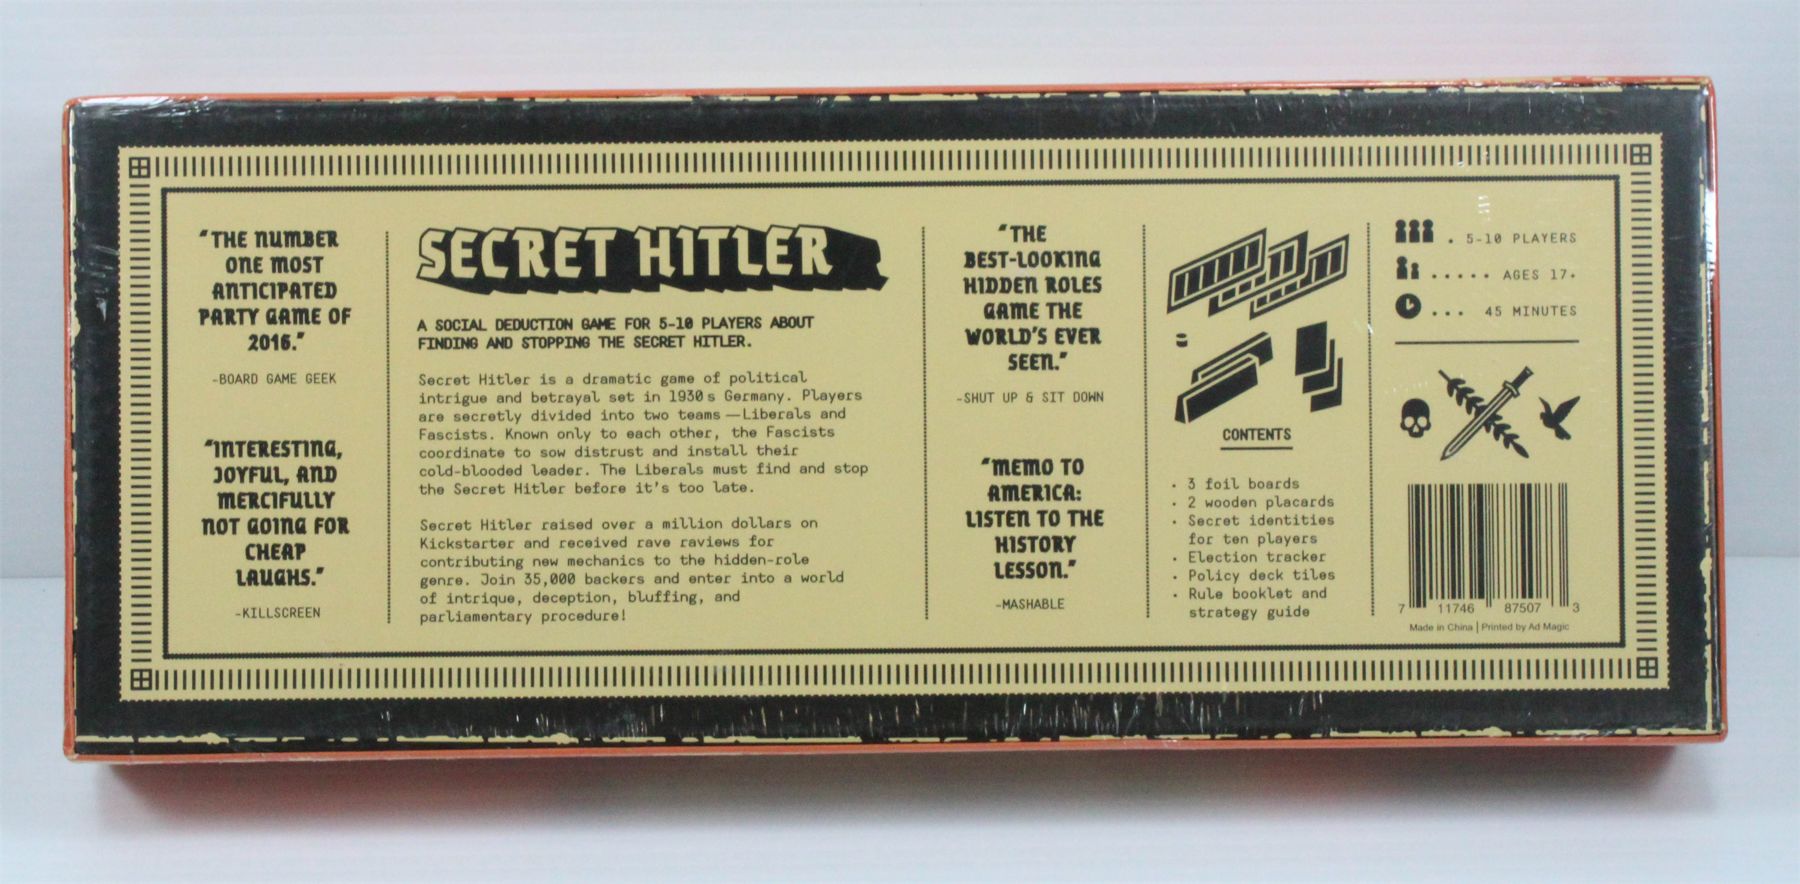 "THE NUMBER
ONE MOST
ANTICIPATED
PARTY GAME OF
2016."
-BOARD GAME GEEK
"INTERESTING,
JOYFUL, AND
MERCIFULLY
NOT GOING FOR
CHEAP
LAUGHS."
-KILLSCREEN
SECRET HITLER
A SOCIAL DEDUCTION GAME FOR 5-10 PLAYERS ABOUT
FINDING AND STOPPING THE SECRET HITLER.
Secret Hitler is a dramatic game of political
intrigue and betrayal set in 1930s Germany. Players
are secretly divided into two teams—Liberals and
Fascists. Known only to each other, the Fascists
coordinate to sow distrust and install their
cold-blooded leader. The Liberals must find and stop
the Secret Hitler before it's too late.
Secret Hitler raised over a million dollars on
Kickstarter and received rave raviews for
contributing new mechanics to the hidden-role
genre. Join 35,000 backers and enter into a world
of intrique, deception, bluffing, and
parliamentary procedure!
"THE
BEST-LOOKING
HIDDEN ROLES
GAME THE
WORLD'S EVER
SEEN."
-SHUT UP & SIT DOWN
"MEMO TO
AMERICA:
LISTEN TO THE
HISTORY
LESSON."
-MASHABLE
CONTENTS
· 3 foil boards
· 2 wooden placards
· Secret identities
for ten players
· Election tracker
· Policy deck tiles
· Rule booklet and
strategy guide
. 5-10 PLAYERS
..... AGES 17+
... 45 MINUTES
7 11746 87507 3
Made in China | Printed by Ad Magic